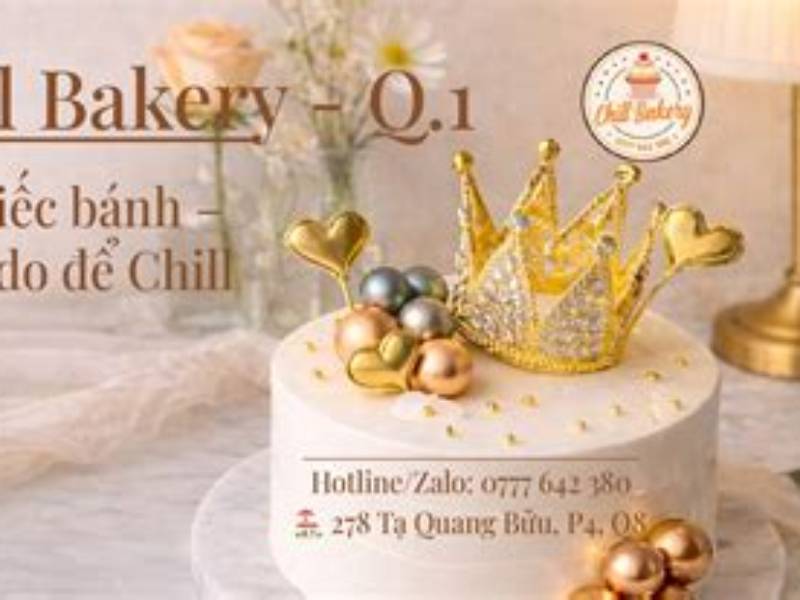 l Bakery - Q.1
Chill Bakery
iếc bánh –
do để Chill
Hotline/Zalo: 0777 642 380
278 Tạ Quang Bửu, P4, Q8